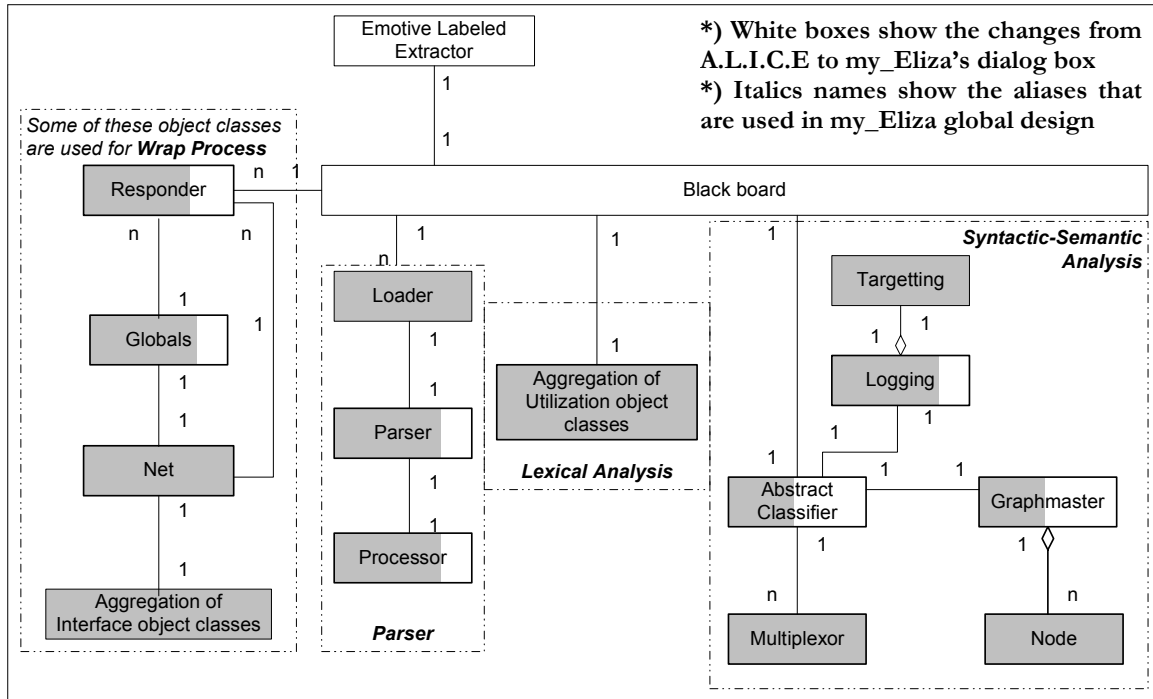 Emotive Labeled
Extractor
*) White boxes show the changes from
A.L.I.C.E to my_Eliza's dialog box
*) Italics names show the aliases that
are used in my_Eliza global design
1
1
Some of these object classes
are used for Wrap Process
Responder
n
1
Black board
n
n
1
1
Globals
1
1
Net
1
1
Aggregation of
Interface object classes
1
n
Loader
1
1
Parser
1
1
Processor
Parser
1
1
Aggregation of
Utilization object
classes
Lexical Analysis
1
Syntactic-Semantic
Analysis
Targetting
1
1
Logging
1
1
1
Abstract
Classifier
1
1
Graphmaster
1
n
Multiplexor
1
n
Node